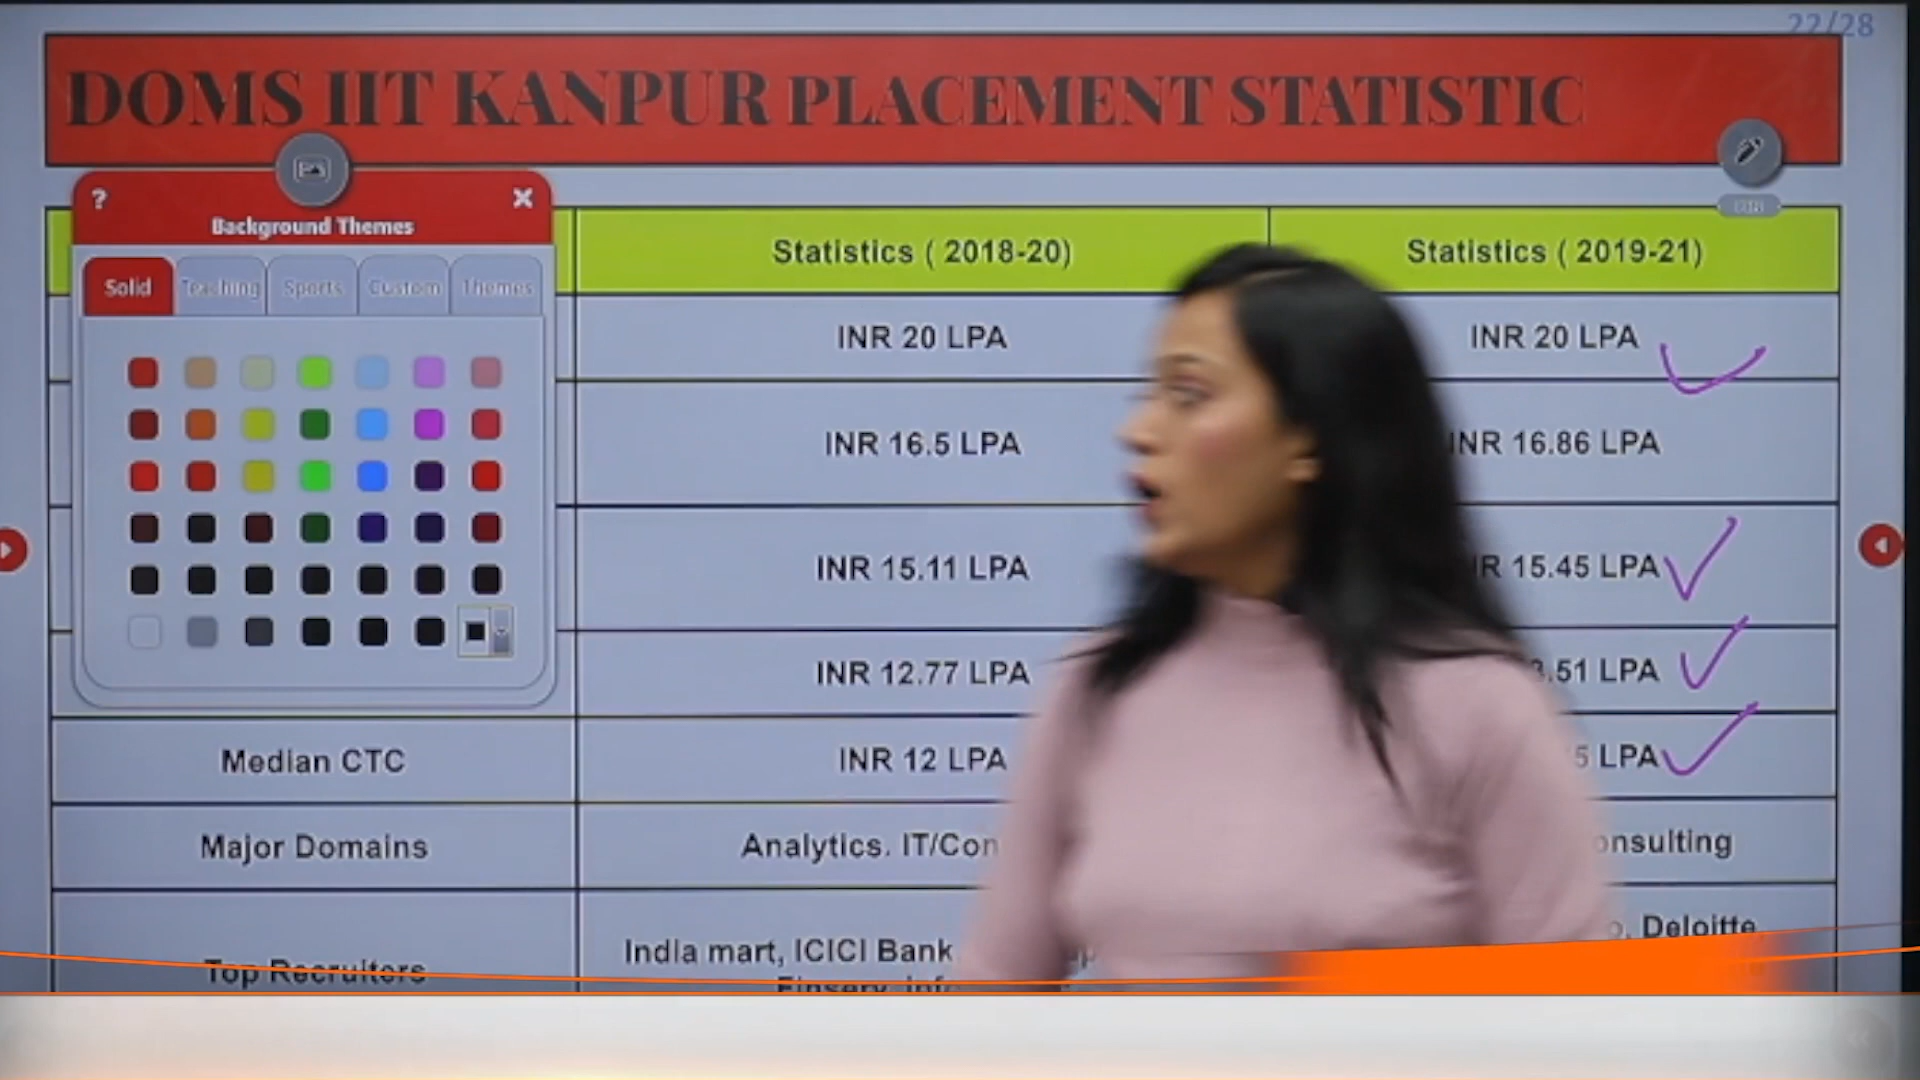 22/28
DOMS IIT KANPUR PLACEMENT STATISTIC
?
Background Themes
Solid Teaching Sports Custom Themes
Statistics ( 2018-20) Statistics ( 2019-21)
INR 20 LPA INR 20 LPA
INR 16.5 LPA INR 16.86 LPA
INR 15.11 LPA R 15.45 LPA
INR 12.77 LPA .51 LPA
Median CTC INR 12 LPA 5 LPA
Major Domains Analytics. IT/Con onsulting
Top Recruiters India mart, ICICI Bank Deloitte